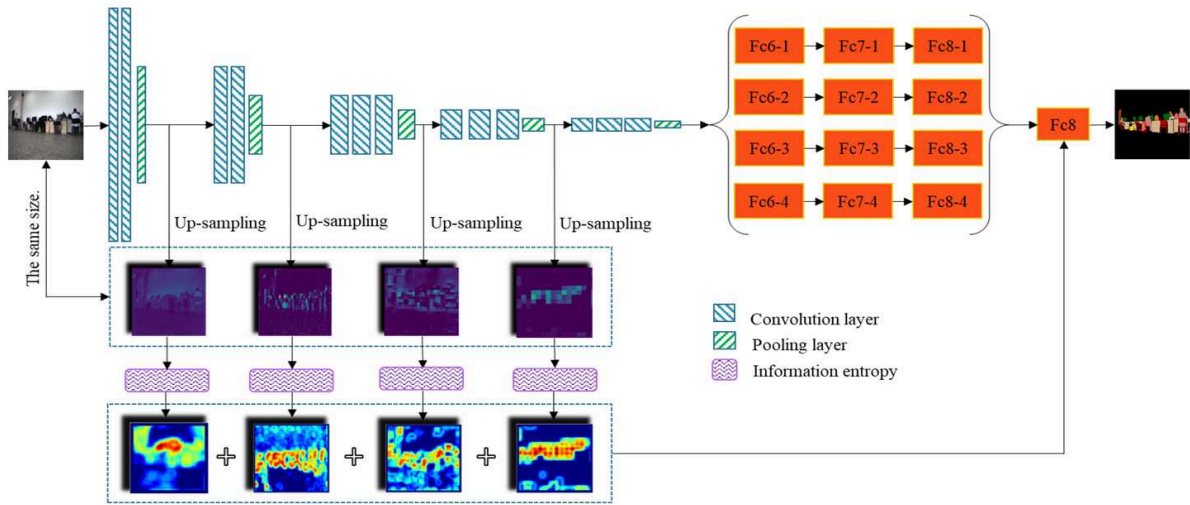 Fc6-1 Fc7-1 Fc8-1
Fc6-2 Fc7-2 Fc8-2
Fc8
Fc6-3 Fc7-3 Fc8-3
Fc6-4 Fc7-4 Fc8-4
The same size.
Up-sampling Up-sampling Up-sampling Up-sampling
Convolution layer
Pooling layer
Information entropy